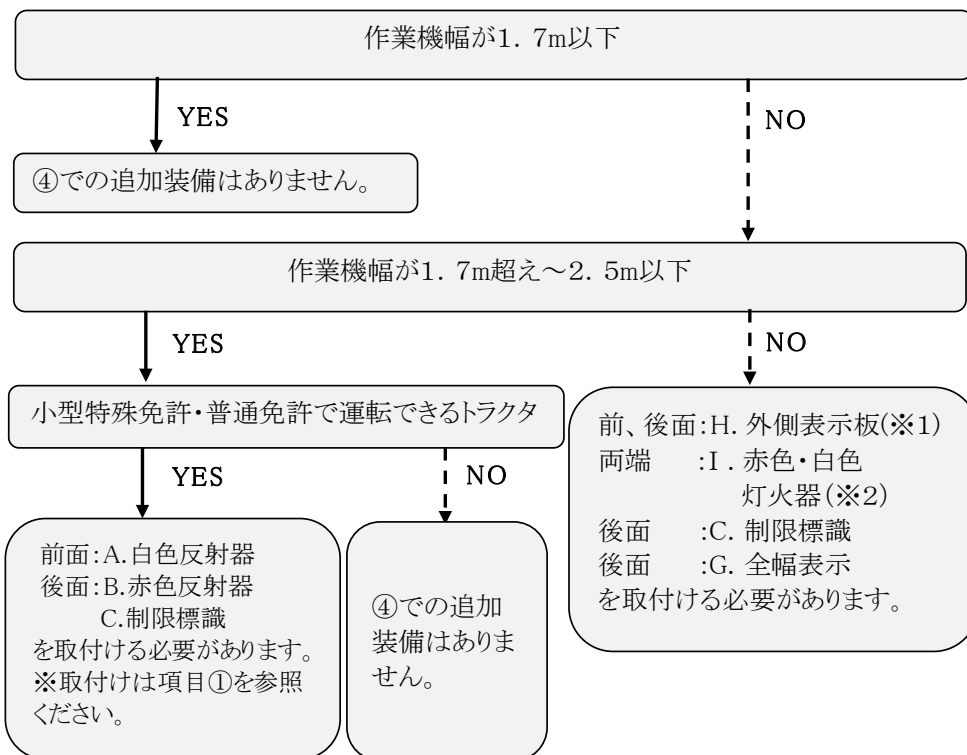 作業機幅が1．7m以下
YES
NO
④での追加装備はありません。
作業機幅が1．7m超え～2．5m以下
YES
NO
小型特殊免許・普通免許で運転できるトラクタ
YES
NO
前面：A.白色反射器
後面：B.赤色反射器
C.制限標識
を取付ける必要があります。
※取付けは項目①を参照
ください。
④での追加
装備はありま
せん。
前、後面：H．外側表示板(※1)
両端　　：I．赤色・白色
灯火器(※2)
後面　　：C．制限標識
後面　　：G．全幅表示
を取付ける必要があります。